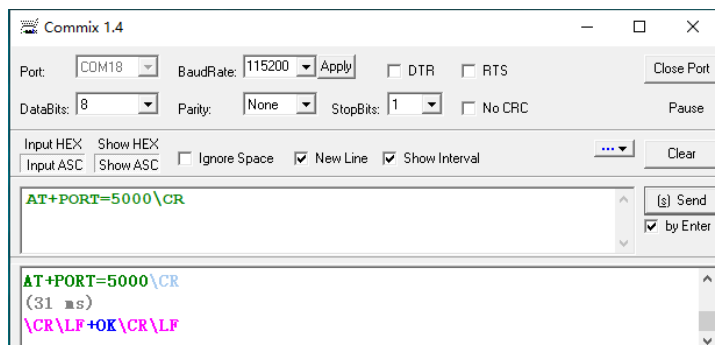 Commix 1.4
Port: COM18 BaudRate: 115200 Apply DTR RTS Close Port
DataBits: 8 Parity: None StopBits: 1 No CRC Pause
Input HEX Show HEX
Input ASC Show ASC Ignore Space New Line Show Interval ... Clear
AT+PORT=5000\CR
(s) Send
by Enter
AT+PORT=5000\CR
(31 ms)
\CR\LF+OK\CR\LF